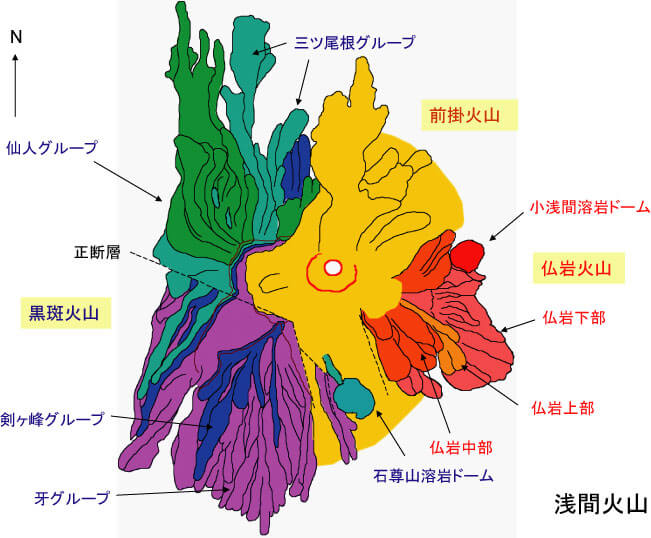 N
三ツ尾根グループ
前掛火山
仙人グループ
小浅間溶岩ドーム
正断層
仏岩火山
黒斑火山
仏岩下部
仏岩上部
剣ヶ峰グループ
仏岩中部
石尊山溶岩ドーム
牙グループ
浅間火山